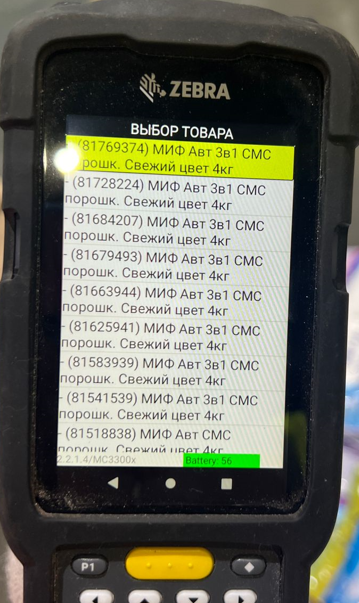 ZEBRA
ВЫБОР ТОВАРА
(81769374) МИФ Авт 3в1 СМС
порошк. Свежий цвет 4кг
- (81728224) МИФ Авт 3в1 СМС
порошк. Свежий цвет 4кг
- (81684207) МИФ Авт 3в1 СМС
порошк. Свежий цвет 4кг
- (81679493) МИФ Авт 3в1 СМС
порошк. Свежий цвет 4кг
- (81663944) МИФ Авт 3в1 СМС
порошк. Свежий цвет 4кг
- (81625941) МИФ Авт 3в1 СМС
порошк. Свежий цвет 4кг
- (81583939) МИФ Авт 3в1 СМС
порошк. Свежий цвет 4кг
- (81541539) МИФ Авт 3в1 СМС
порошк. Свежий цвет 4кг
- (81518838) МИФ Авт СМС
порошк. Свежий цвет 4кг
2.2.1.4/MC3300x Battery: 56
P1